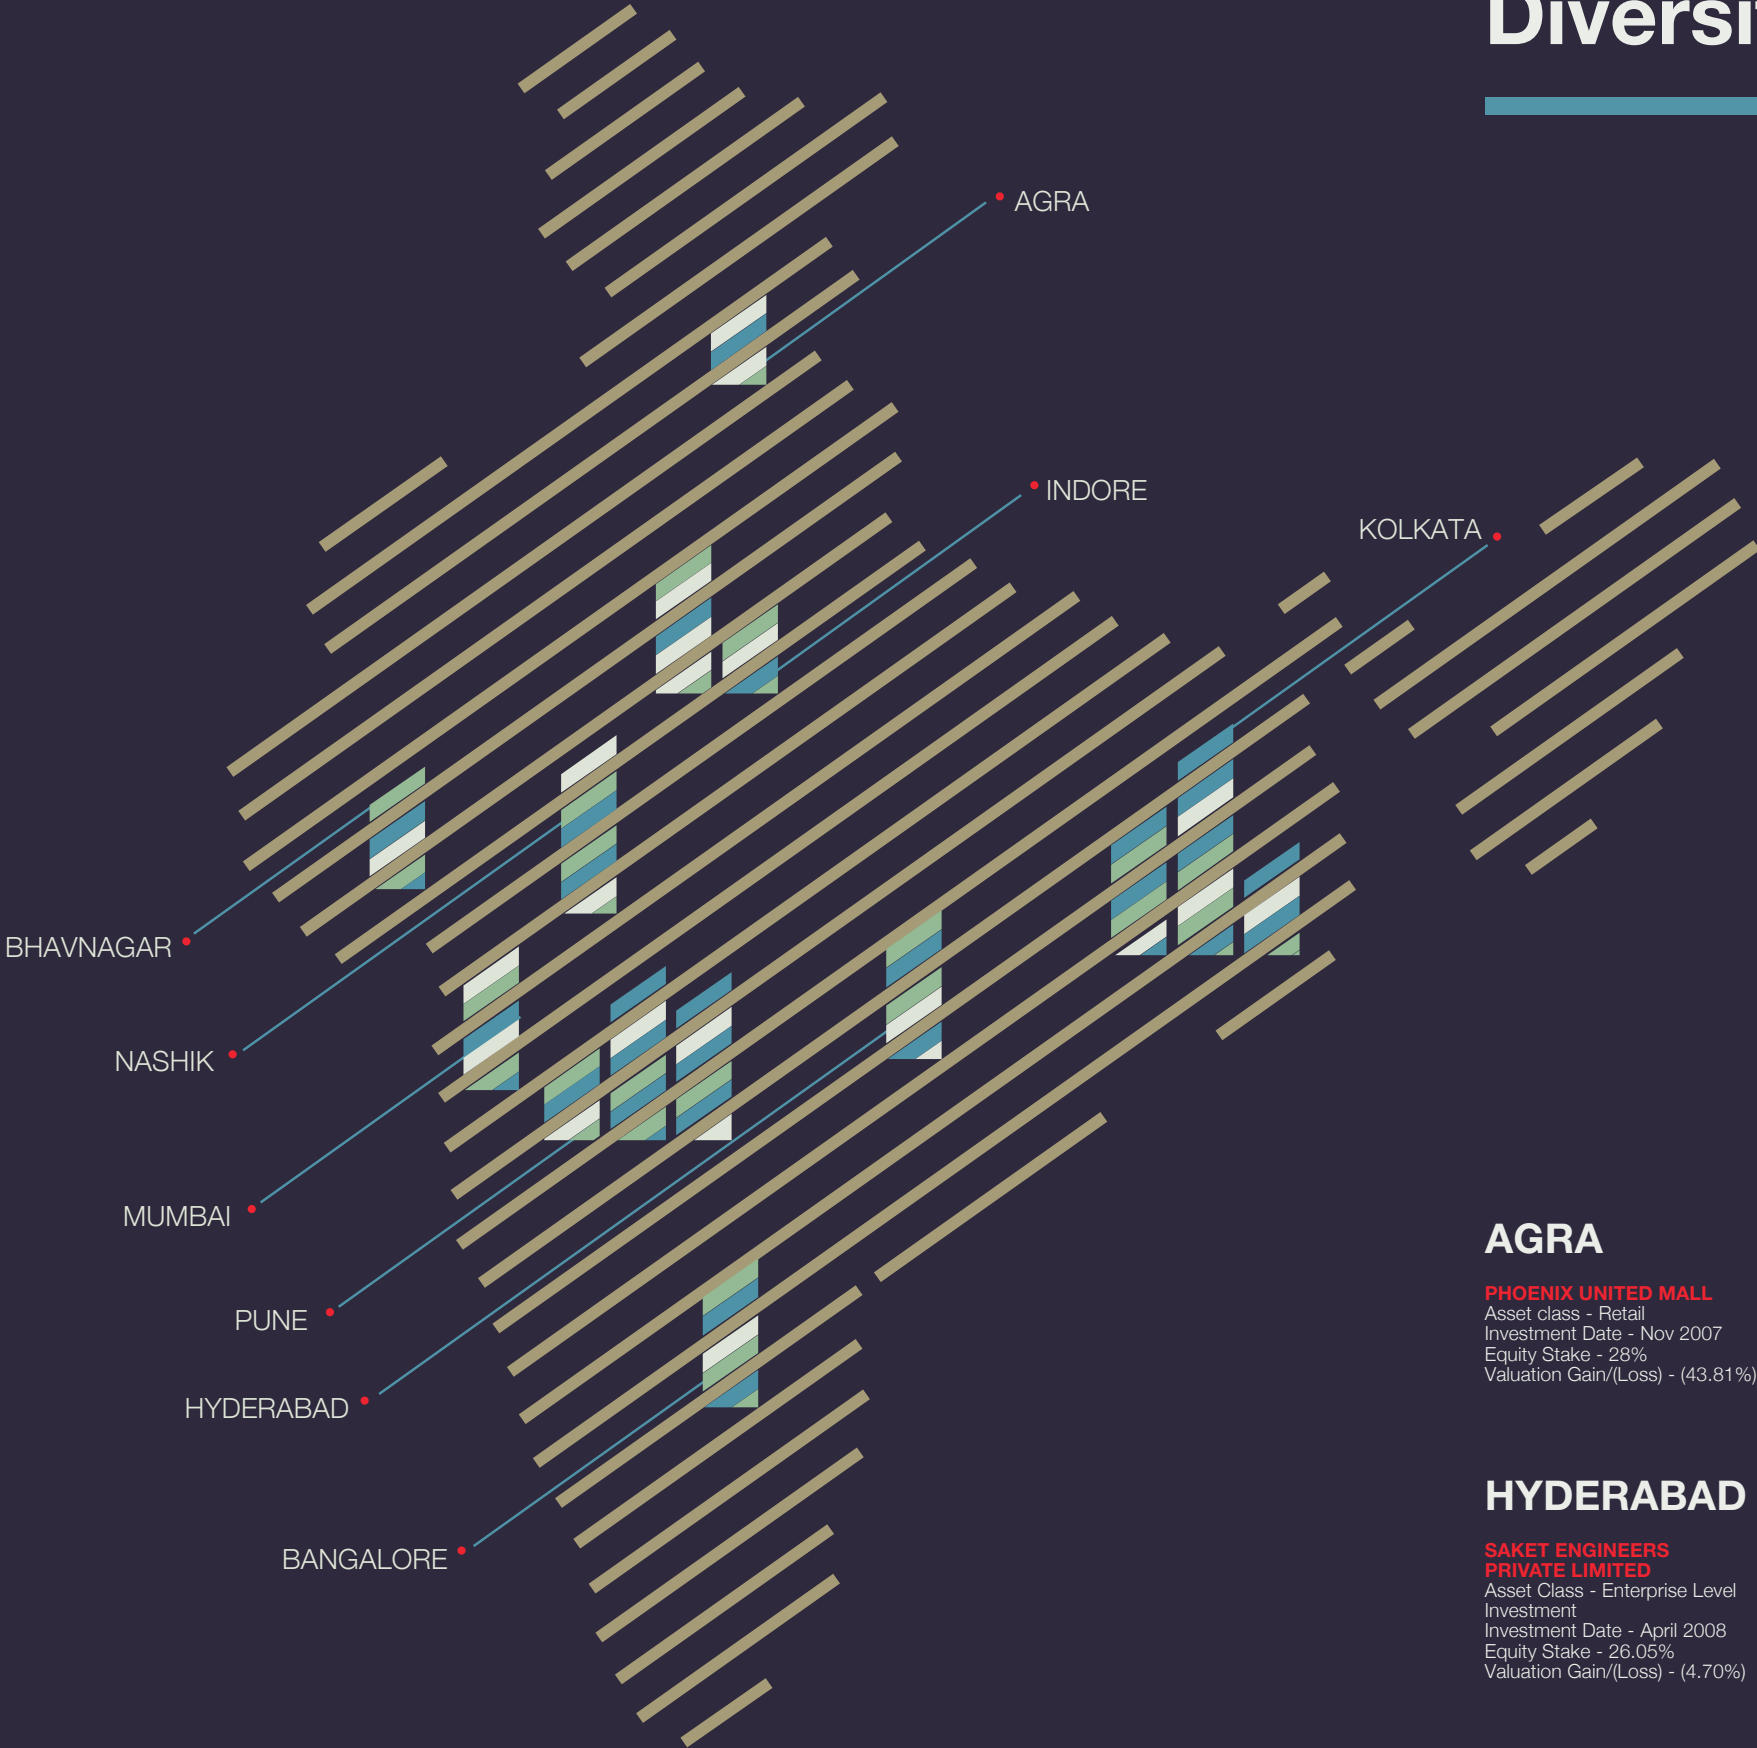 AGRA
INDORE
KOLKATA
BHAVNAGAR
NASHIK
MUMBAI
PUNE
HYDERABAD
BANGALORE
AGRA
PHOENIX UNITED MALL
Asset class - Retail
Investment Date - Nov 2007
Equity Stake - 28%
Valuation Gain/(Loss) - (43.81%)
HYDERABAD
SAKET ENGINEERS
PRIVATE LIMITED
Asset Class - Enterprise Level
Investment
Investment Date - April 2008
Equity Stake - 26.05%
Valuation Gain/(Loss) - (4.70%)